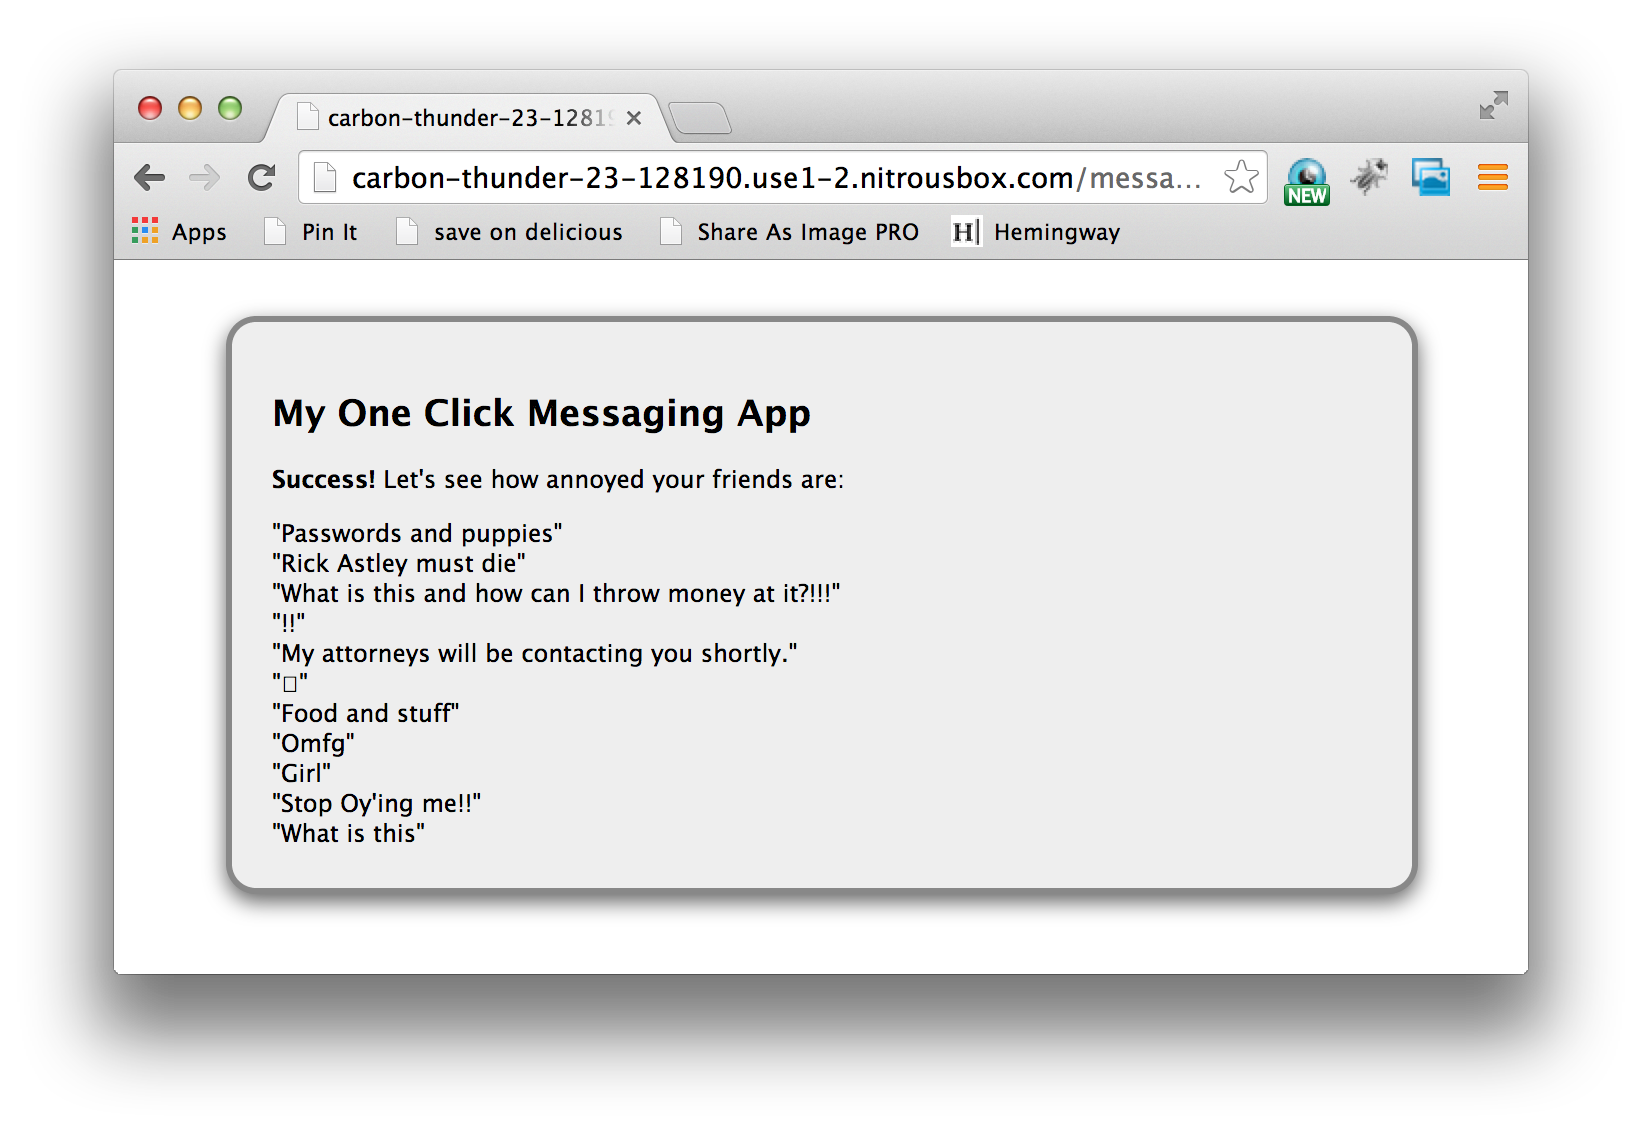 carbon-thunder-23-12819
carbon-thunder-23-128190.use1-2.nitrousbox.com/messa...
NEW
Apps Pin It save on delicious Share As Image PRO H Hemingway
My One Click Messaging App
Success! Let's see how annoyed your friends are:
"Passwords and puppies"
"Rick Astley must die"
"What is this and how can I throw money at it?!!!"
"!!"
"My attorneys will be contacting you shortly."
"▯"
"Food and stuff"
"Omfg"
"Girl"
"Stop Oy'ing me!!"
"What is this"